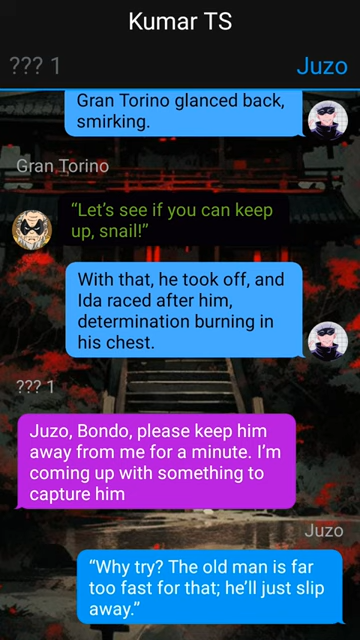 Kumar TS
??? 1
Juzo
Gran Torino glanced back,
smirking.
Gran Torino
“Let’s see if you can keep
up, snail!”
With that, he took off, and
Ida raced after him,
determination burning in
his chest.
??? 1
Juzo, Bondo, please keep him
away from me for a minute. I’m
coming up with something to
capture him
Juzo
“Why try? The old man is far
too fast for that; he’ll just slip
away.”